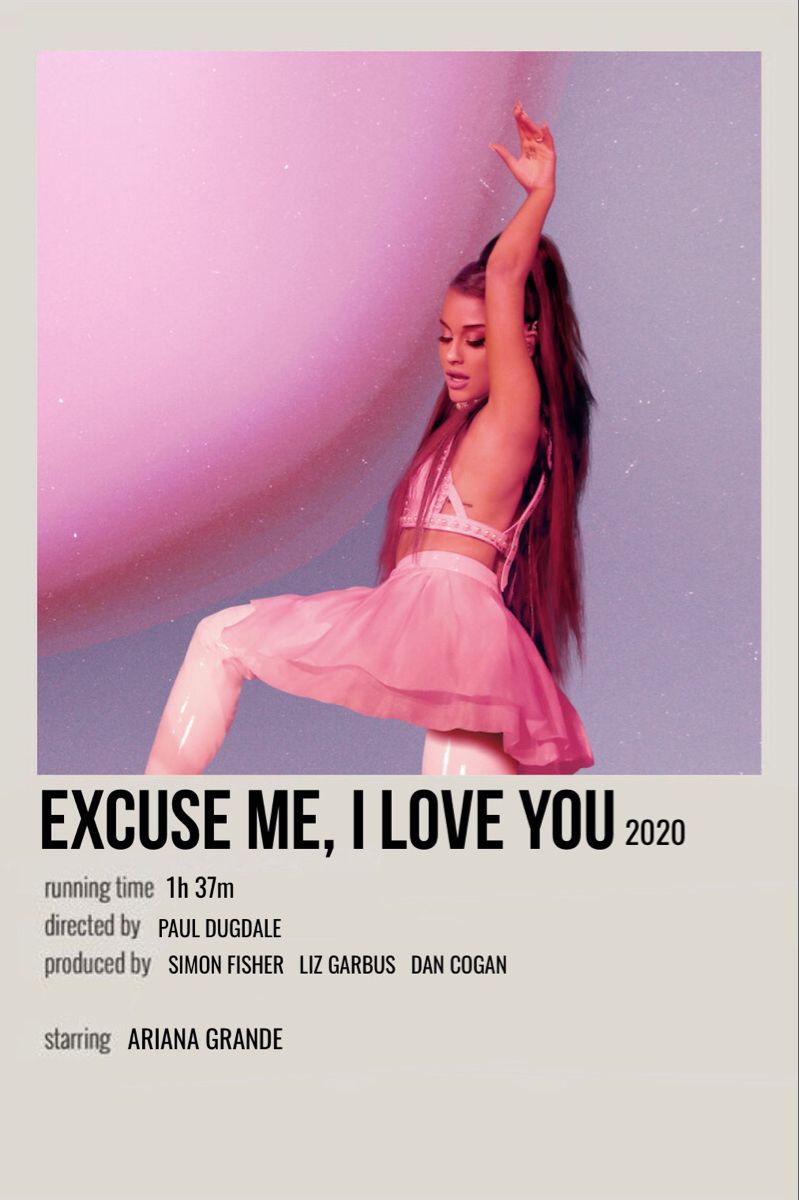 EXCUSE ME, I LOVE YOU 2020
running time 1h 37m
directed by PAUL DUGDALE
produced by SIMON FISHER LIZ GARBUS DAN COGAN
starring ARIANA GRANDE